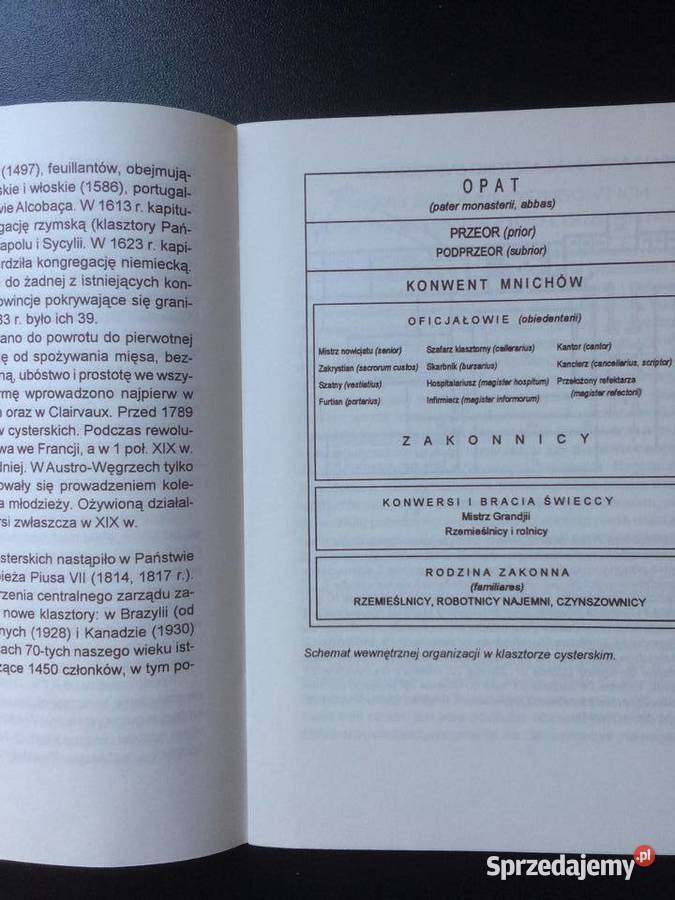 (1497), feuillantów, obejmują-
skie i włoskie (1586), portugal-
wie Alcobaça. W 1613 r. kapitu-
gację rzymską (klasztory Pań-
apolu i Sycylii. W 1623 r. kapi-
rdziła kongregację niemiecką.
do żadnej z istniejących kon-
owincje pokrywające się grani-
83 r. było ich 39.
ano do powrotu do pierwotnej
ę od spożywania mięsa, bez-
ną, ubóstwo i prostotę we wszy-
rmę wprowadzono najpierw w
n oraz w Clairvaux. Przed 1789
w cysterskich. Podczas rewolu-
wa we Francji, a w 1 poł. XIX w.
dniej. W Austro-Węgrzech tylko
owały się prowadzeniem kole-
a młodzieży. Ożywioną działal-
rsi zwłaszcza w XIX w.
sterskich nastąpiło w Państwie
pieża Piusa VII (1814, 1817 r.).
rzenia centralnego zarządu za-
nowe klasztory: w Brazylii (od
nych (1928) i Kanadzie (1930)
ach 70-tych naszego wieku ist-
zące 1450 członków, w tym po-
OPAT
(pater monasterii, abbas)
PRZEOR (prior)
PODPRZEOR (subrior)
KONWENT MNICHÓW
OFICJAŁOWIE (obiedentarii)
Mistrz nowicjatu (senior) Szafarz klasztorny (cellerarius) Kantor (cantor)
Zakrystian (sacrorum custos) Skarbnik (bursarius) Kanclerz (cancellarius, scriptor)
Szatny (vestiatius) Hospitalariusz (magister hospitum) Przełożony refektarza
Furtian (portarius) Infirmierz (magister informorum) (magister refectorii)
ZAKONNICY
KONWERSI I BRACIA ŚWIECCY
Mistrz Grandjii
Rzemieślnicy i rolnicy
RODZINA ZAKONNA
(familiares)
RZEMIEŚLNICY, ROBOTNICY NAJEMNI, CZYNSZOWNICY
Schemat wewnętrznej organizacji w klasztorze cysterskim.
Sprzedajemy.pl